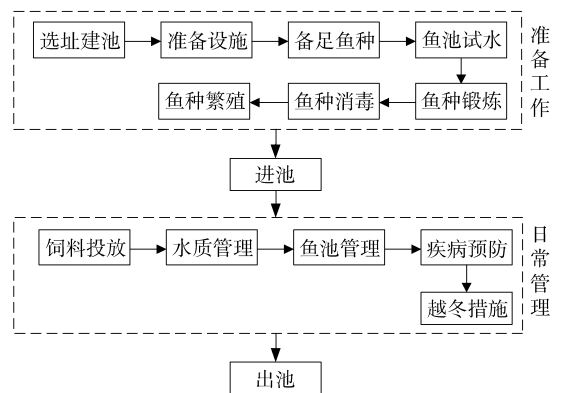 选址建池
准备设施
备足鱼种
鱼池试水
鱼种繁殖
鱼种消毒
鱼种锻炼
准备工作
进池
饲料投放
水质管理
鱼池管理
疾病预防
越冬措施
日常管理
出池